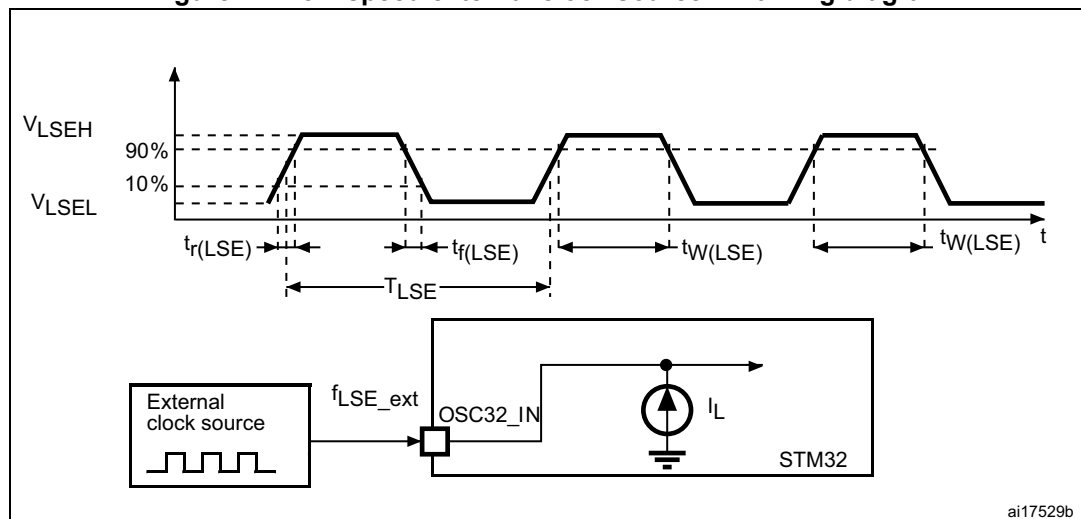 VLSEH
90%
10%
VLSEL
tr(LSE)
tf(LSE)
tW(LSE)
tW(LSE)
t
TLSE
External
clock source
fLSE_ext
OSC32_IN
IL
STM32
ai17529b